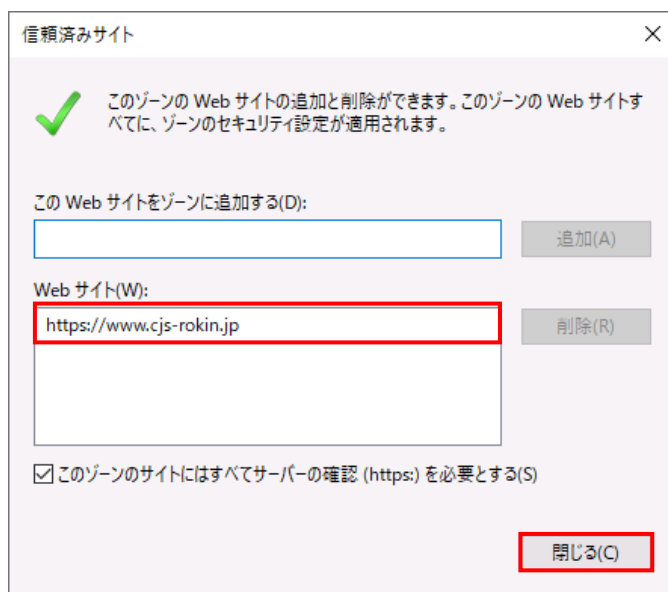 信頼済みサイト
このゾーンの Web サイトの追加と削除ができます。このゾーンの Web サイトす
べてに、ゾーンのセキュリティ設定が適用されます。
この Web サイトをゾーンに追加する(D):
追加(A)
Web サイト(W):
https://www.cjs-rokin.jp
削除(R)
このゾーンのサイトにはすべてサーバーの確認 (https:) を必要とする(S)
閉じる(C)